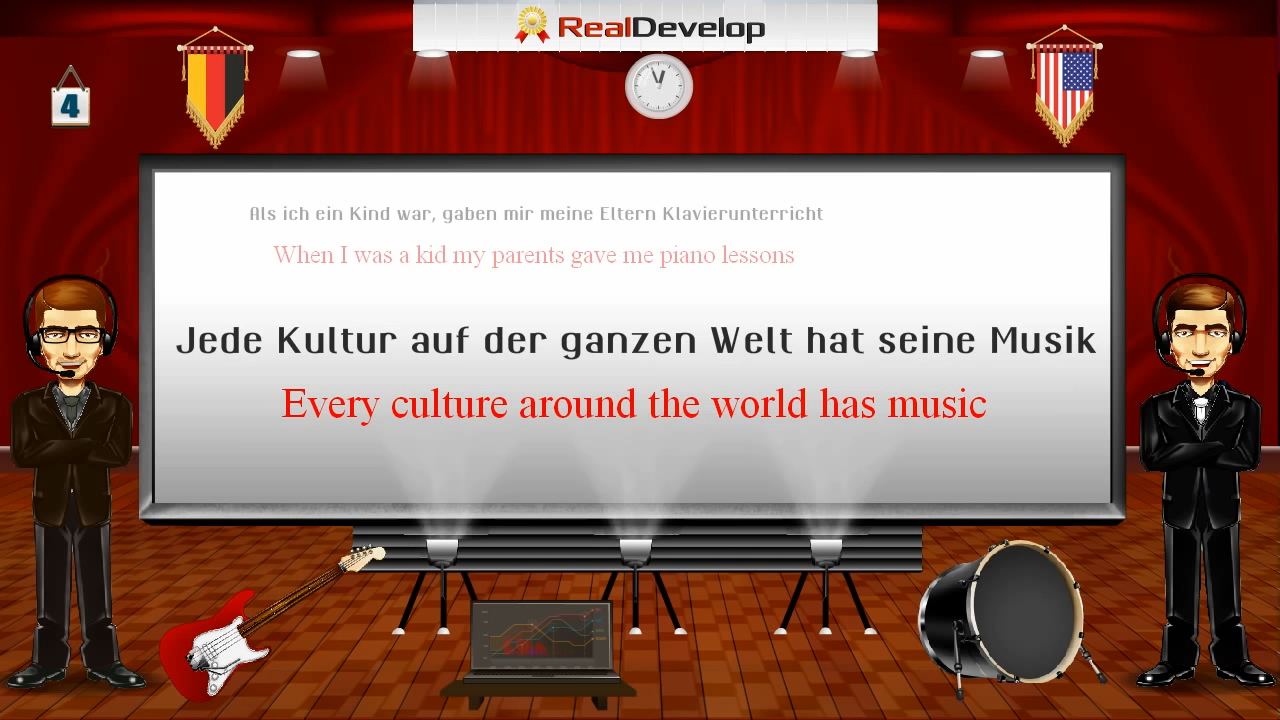 RealDevelop
4
Als ich ein Kind war, gaben mir meine Eltern Klavierunterricht
When I was a kid my parents gave me piano lessons
Jede Kultur auf der ganzen Welt hat seine Musik
Every culture around the world has music